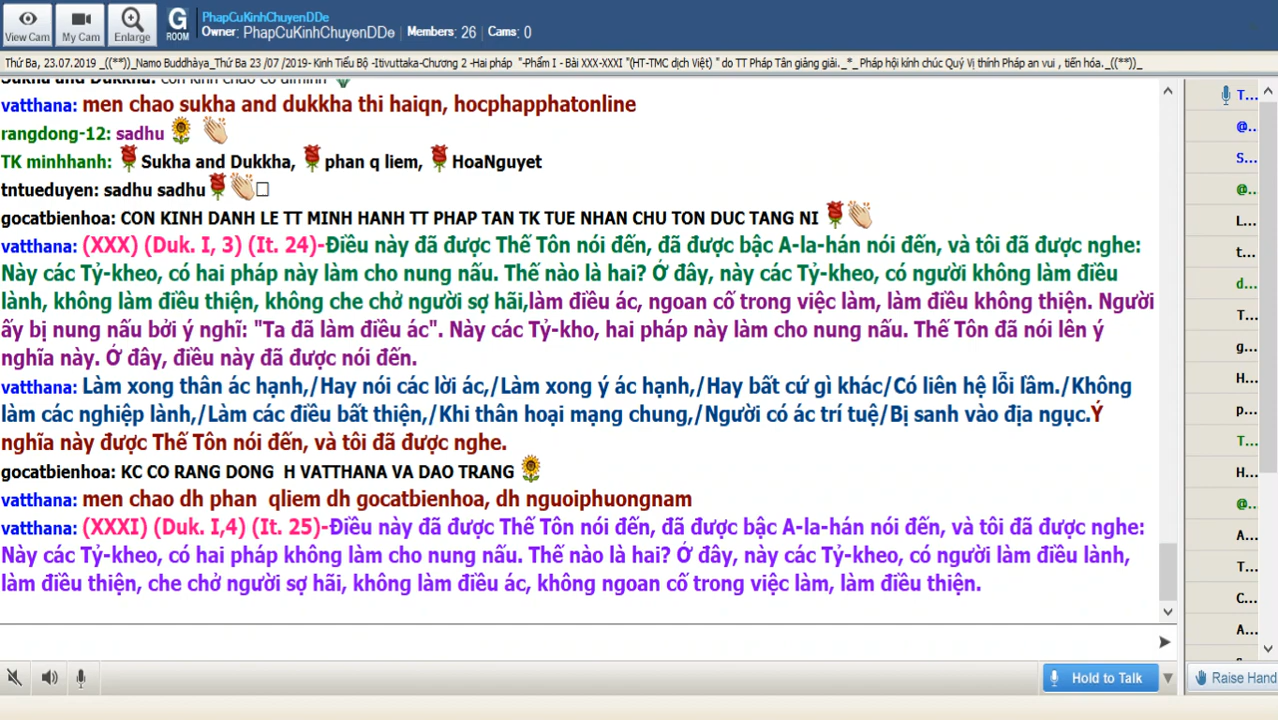 PhapCuKinhChuyenDDe
Owner: PhapCuKinhChuyenDDe Members: 26 Cams: 0
View Cam
My Cam
Enlarge
G
ROOM
Thứ Ba, 23.07.2019 _((**))_Namo Buddhàya_Thứ Ba 23 /07 /2019- Kinh Tiểu Bộ -Itivuttaka-Chương 2 -Hai pháp "-Phẩm I - Bài XXX-XXXI "(HT-TMC dịch Việt) " do TT Pháp Tân giảng giải._*_ Pháp hội kính chúc Quý Vị thính Pháp an vui , tiến hóa._((**))_
vatthana: men chao sukha and dukkha thi haiqn, hocphapphatonline
rangdong-12: sadhu
TK minhhanh: Sukha and Dukkha, phan q liem, HoaNguyet
tntueduyen: sadhu sadhu
gocatbienhoa: CON KINH DANH LE TT MINH HANH TT PHAP TAN TK TUE NHAN CHU TON DUC TANG NI
vatthana: (XXX) (Duk. I, 3) (It. 24)-Điều này đã được Thế Tôn nói đến, đã được bậc A-la-hán nói đến, và tôi đã được nghe:
Này các Tỷ-kheo, có hai pháp này làm cho nung nấu. Thế nào là hai? Ở đây, này các Tỷ-kheo, có người không làm điều
lành, không làm điều thiện, không che chở người sợ hãi,làm điều ác, ngoan cố trong việc làm, làm điều không thiện. Người
ấy bị nung nấu bởi ý nghĩ: "Ta đã làm điều ác". Này các Tỷ-kho, hai pháp này làm cho nung nấu. Thế Tôn đã nói lên ý
nghĩa này. Ở đây, điều này đã được nói đến.
vatthana: Làm xong thân ác hạnh,/Hay nói các lời ác,/Làm xong ý ác hạnh,/Hay bất cứ gì khác/Có liên hệ lỗi lầm./Không
làm các nghiệp lành,/Làm các điều bất thiện,/Khi thân hoại mạng chung,/Người có ác trí tuệ/Bị sanh vào địa ngục.Ý
nghĩa này được Thế Tôn nói đến, và tôi đã được nghe.
gocatbienhoa: KC CO RANG DONG H VATTHANA VA DAO TRANG
vatthana: men chao dh phan qliem dh gocatbienhoa, dh nguoiphuongnam
vatthana: (XXXI) (Duk. I,4) (It. 25)-Điều này đã được Thế Tôn nói đến, đã được bậc A-la-hán nói đến, và tôi đã được nghe:
Này các Tỷ-kheo, có hai pháp không làm cho nung nấu. Thế nào là hai? Ở đây, này các Tỷ-kheo, có người làm điều lành,
làm điều thiện, che chở người sợ hãi, không làm điều ác, không ngoan cố trong việc làm, làm điều thiện.
T...
@...
S...
@...
L...
t...
d...
T...
g...
H...
p...
T...
H...
@...
A...
T...
C...
A...
Hold to Talk
Raise Hand